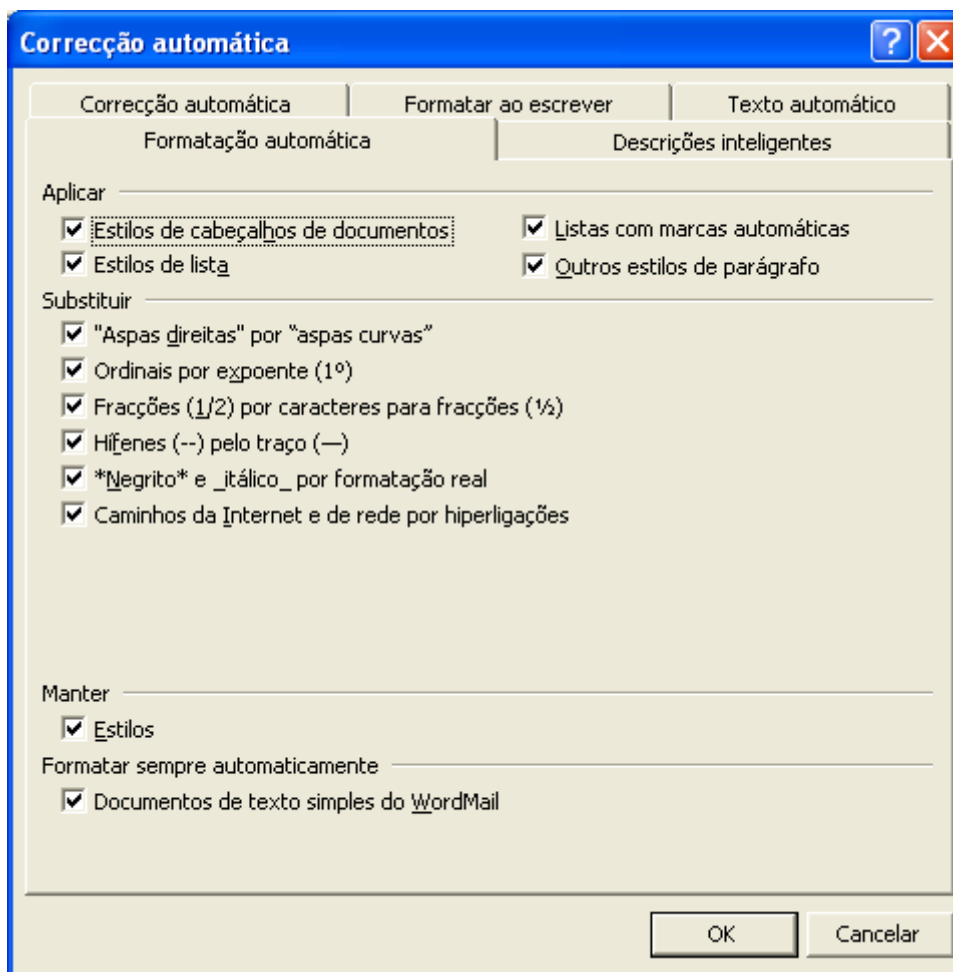 Correcção automática
Correcção automática Formatar ao escrever Texto automático
Formatação automática Descrições inteligentes
Aplicar
Estilos de cabeçalhos de documentos Listas com marcas automáticas
Estilos de lista Outros estilos de parágrafo
Substituir
"Aspas direitas" por “aspas curvas”
Ordinais por expoente (1º)
Fracções (1/2) por caracteres para fracções (½)
Hífenes (--) pelo traço (—)
*Negrito* e _itálico_ por formatação real
Caminhos da Internet e de rede por hiperligações
Manter
Estilos
Formatar sempre automaticamente
Documentos de texto simples do WordMail
OK Cancelar